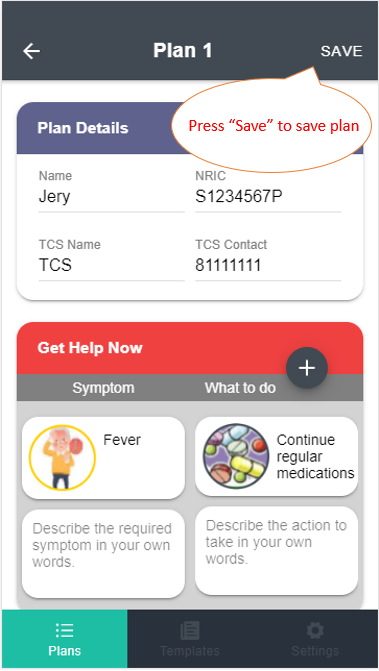 Plan 1
SAVE
Press “Save” to save plan
Plan Details
Name
NRIC
Jery
S1234567P
TCS Name
TCS Contact
TCS
81111111
Get Help Now
Symptom
What to do
Fever
Continue
regular
medications
Describe the required
symptom in your own
words.
Describe the action to
take in your own
words.
Plans
Templates
Settings